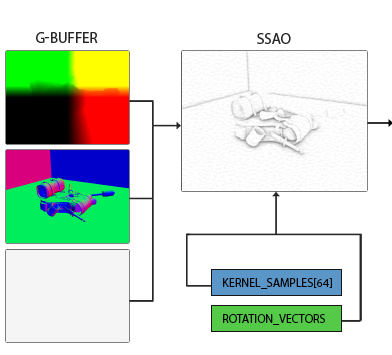 G-BUFFER
SSAO
KERNEL_SAMPLES[64]
ROTATION_VECTORS